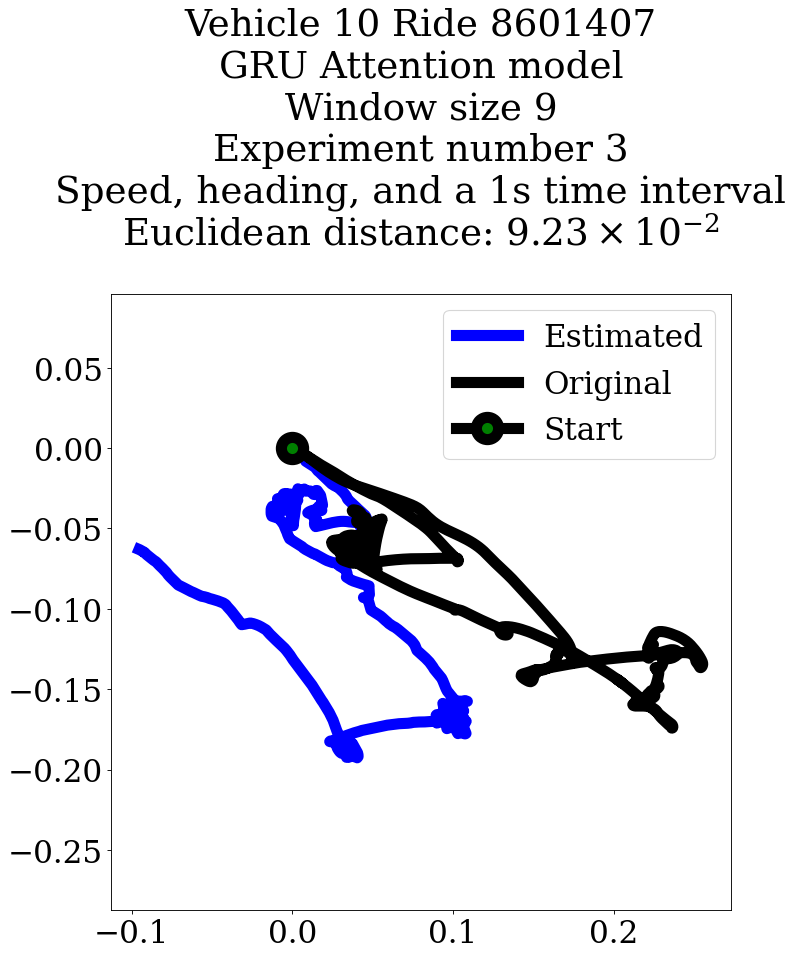 Vehicle 10 Ride 8601407
GRU Attention model
Window size 9
Experiment number 3
Speed, heading, and a 1s time interval
Euclidean distance: 9.23 × 10⁻²
Estimated
Original
Start
0.05
0.00
−0.05
−0.10
−0.15
−0.20
−0.25
−0.1
0.0
0.1
0.2